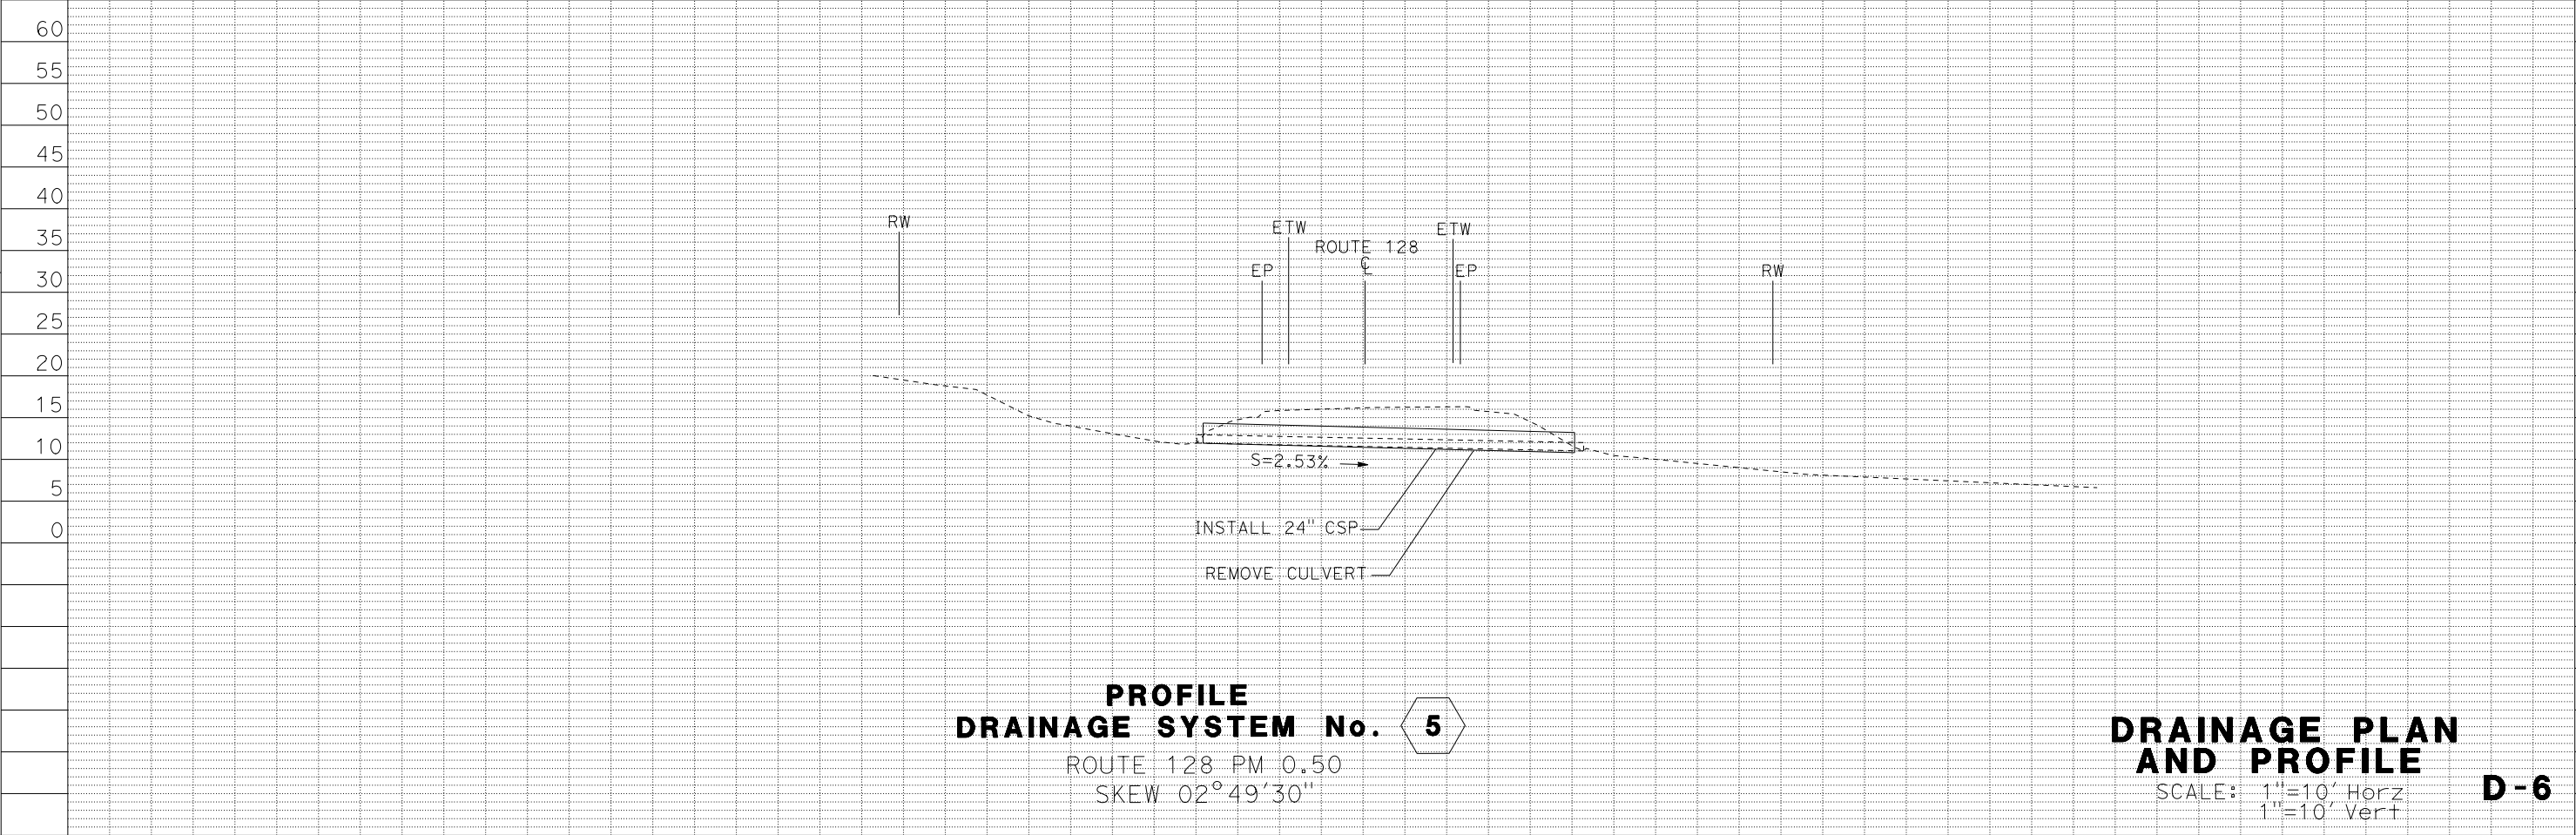 60
55
50
45
40
35
30
25
20
15
10
5
0
RW
ETW
ROUTE 128
℄
ETW
EP
EP
RW
S=2.53%
INSTALL 24" CSP
REMOVE CULVERT
PROFILE
DRAINAGE SYSTEM No. 5
ROUTE 128 PM 0.50
SKEW 02°49'30"
DRAINAGE PLAN
AND PROFILE
SCALE: 1"=10' Horz
1"=10' Vert
D-6